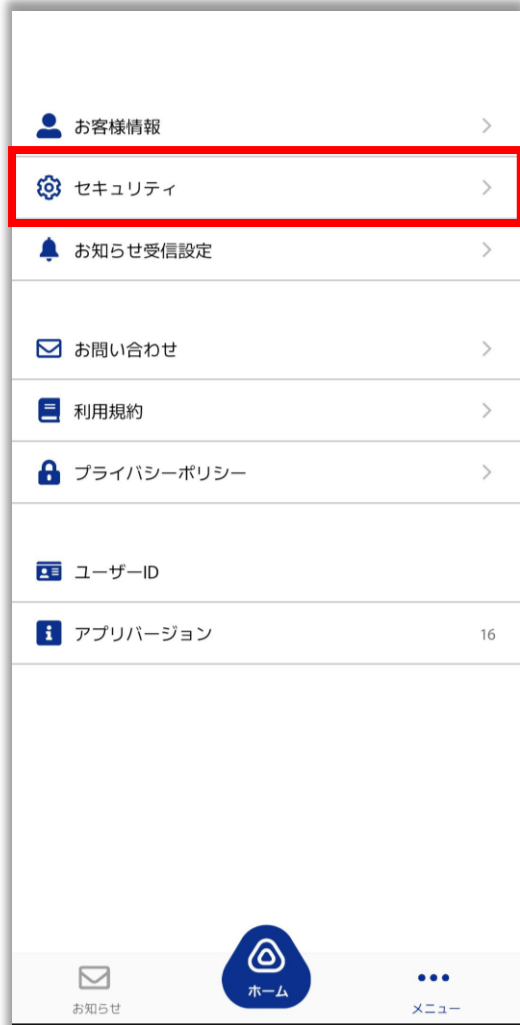 お客様情報
セキュリティ
お知らせ受信設定
お問い合わせ
利用規約
プライバシーポリシー
ユーザーID
アプリバージョン 16
お知らせ
ホーム
メニュー